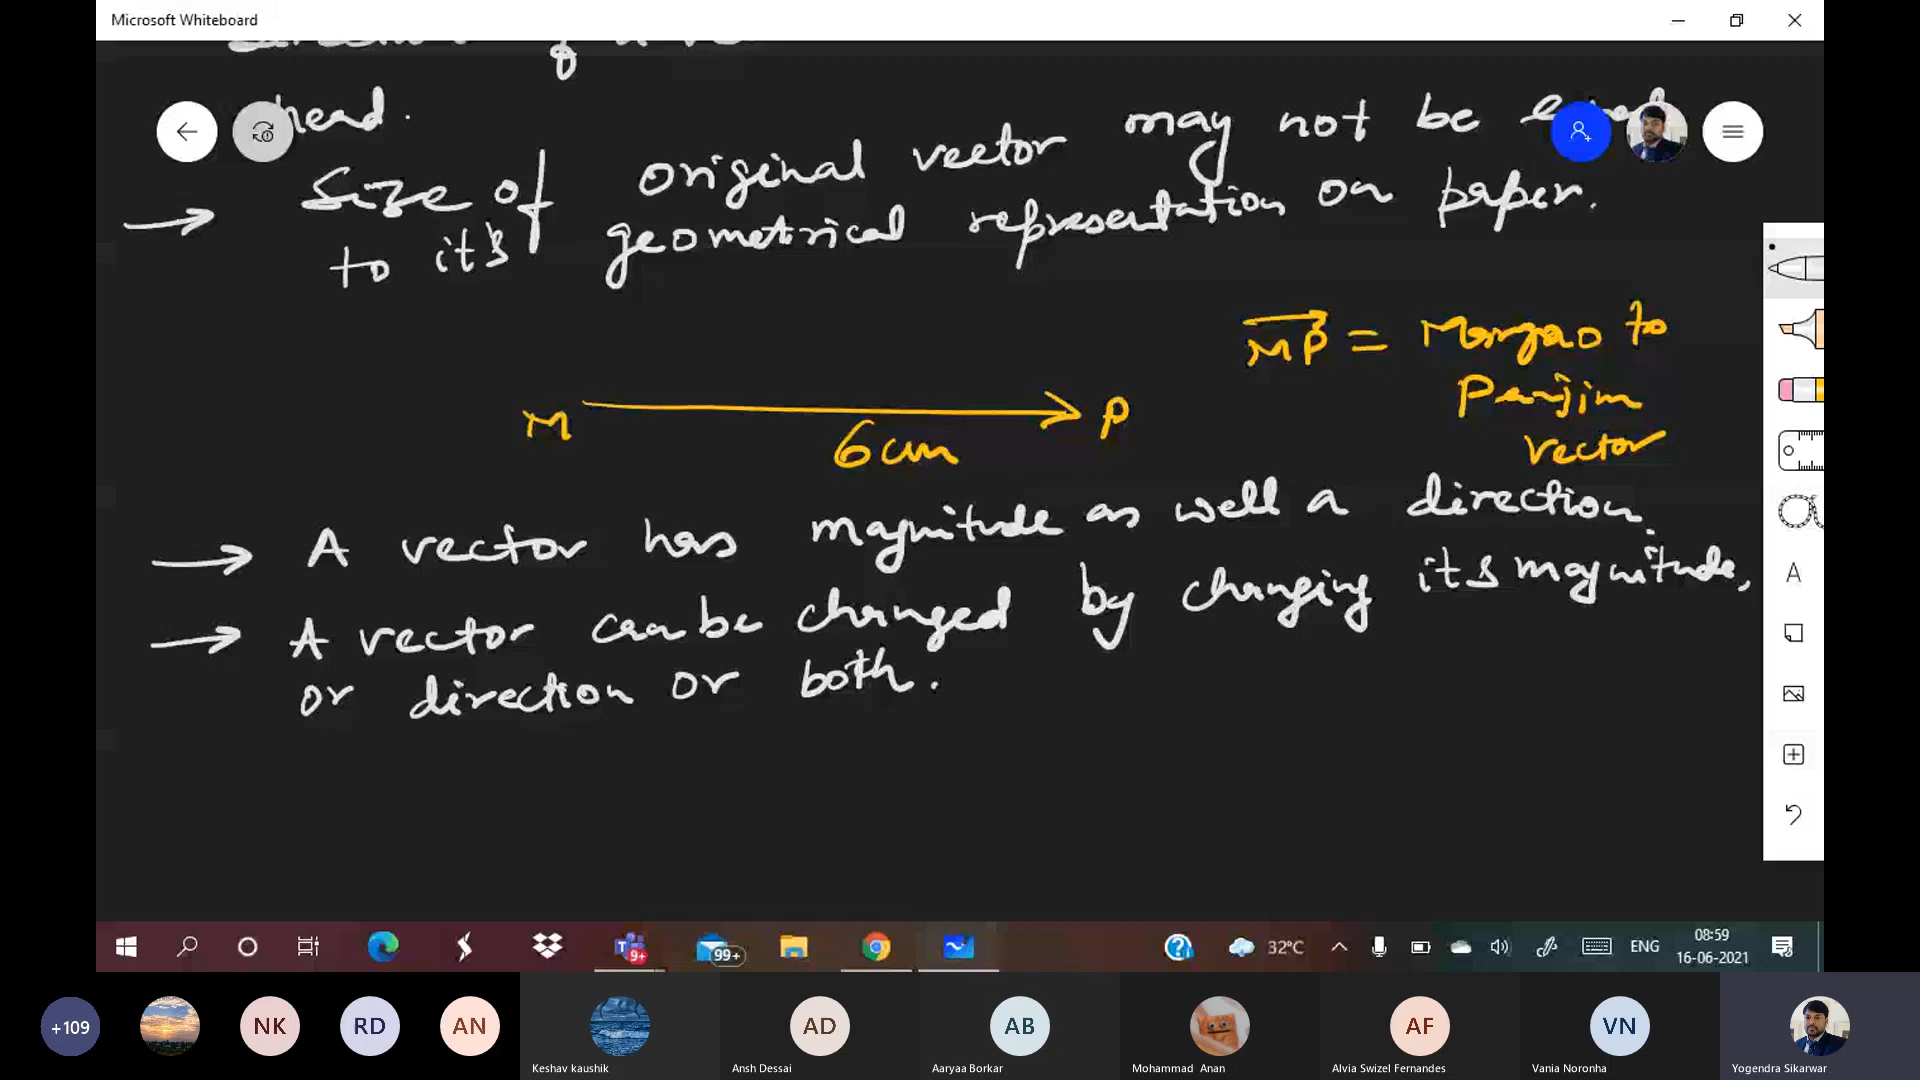 Microsoft Whiteboard
head.
→ Size of original vector may not be
to it's geometrical representation on paper.
MP = Margao to
Panjim
vector
M P
6cm
→ A vector has magnitude as well a direction.
→ A vector can be changed by changing its magnitude,
or direction or both.
A
9+
99+
32°C
ENG
08:59
16-06-2021
+109
NK
RD
AN
AD
AB
AF
VN
Keshav kaushik
Ansh Dessai
Aaryaa Borkar
Mohammad Anan
Alvia Swizel Fernandes
Vania Noronha
Yogendra Sikarwar